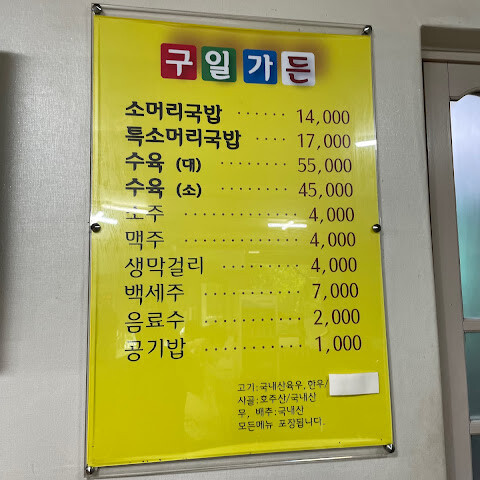 구일가든
소머리국밥 ······ 14,000
특소머리국밥 ···· 17,000
수육 (대) ········ 55,000
수육 (소) ········ 45,000
소주 ············ 4,000
맥주 ············ 4,000
생막걸리 ········· 4,000
백세주 ·········· 7,000
음료수 ·········· 2,000
공기밥 ·········· 1,000
고기:국내산육우,한우/
사골:호주산/국내산
무, 배추:국내산
모든메뉴 포장됩니다.